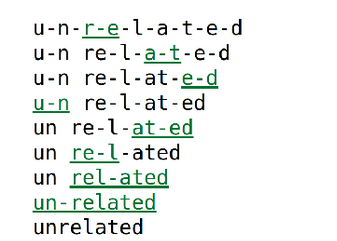 u-n-r-e-l-a-t-e-d
u-n re-l-a-t-e-d
u-n re-l-at-e-d
u-n re-l-at-ed
un re-l-at-ed
un re-l-ated
un rel-ated
un-related
unrelated